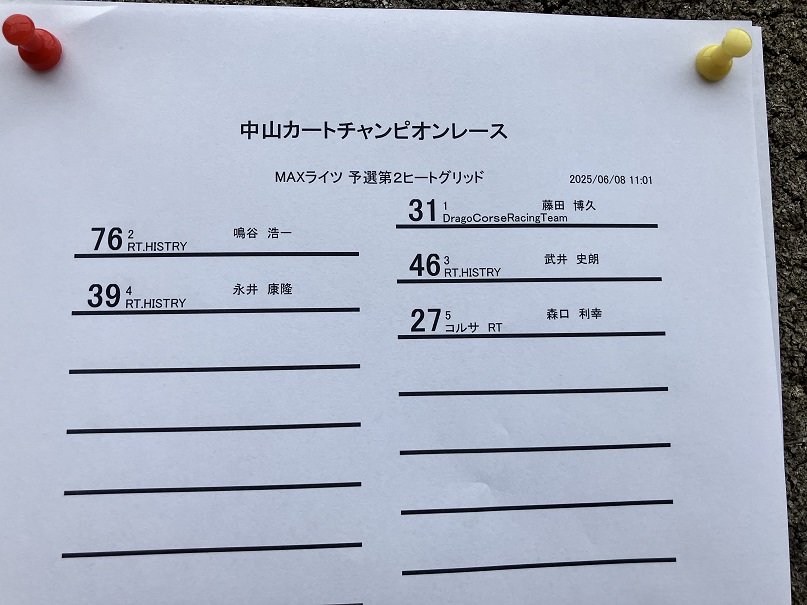 中山カートチャンピオンレース
MAXライツ 予選第2ヒートグリッド 2025/06/08 11:01
31 1 藤田 博久
DragoCorseRacingTeam
76 2 鳴谷 浩一
RT.HISTRY
46 3 武井 史朗
RT.HISTRY
39 4 永井 康隆
RT.HISTRY
27 5 森口 利幸
コルサ RT